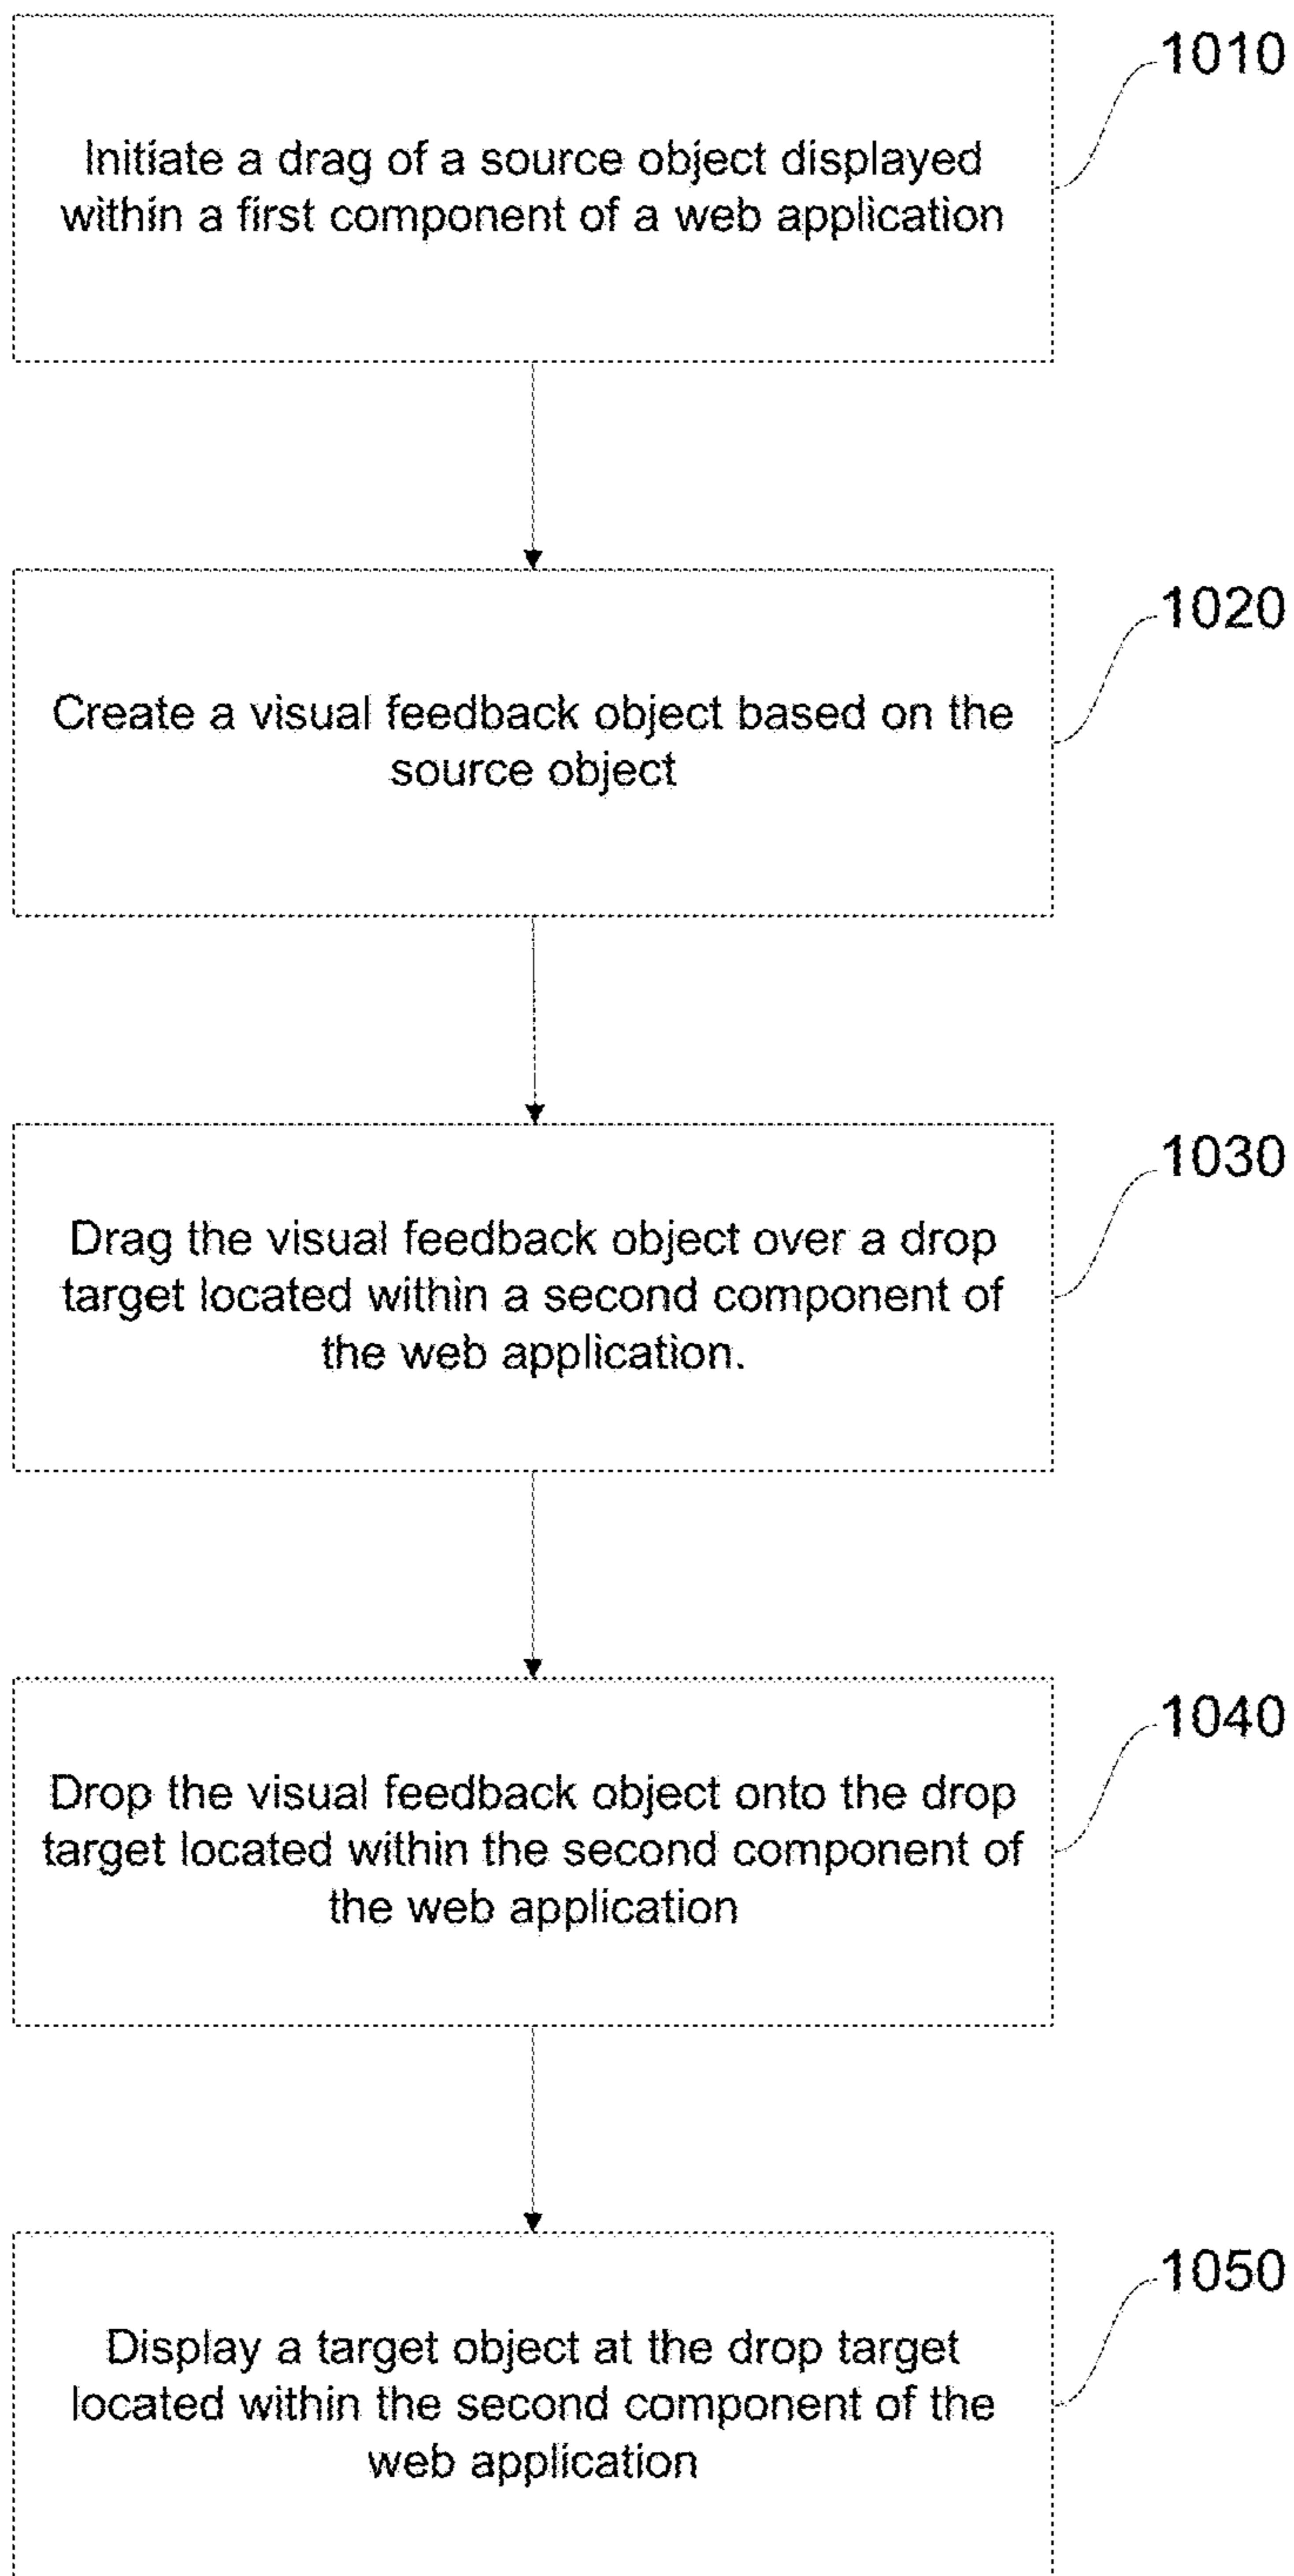 1010
Initiate a drag of a source object displayed
within a first component of a web application
1020
Create a visual feedback object based on the
source object
1030
Drag the visual feedback object over a drop
target located within a second component of
the web application.
1040
Drop the visual feedback object onto the drop
target located within the second component of
the web application
1050
Display a target object at the drop target
located within the second component of the
web application